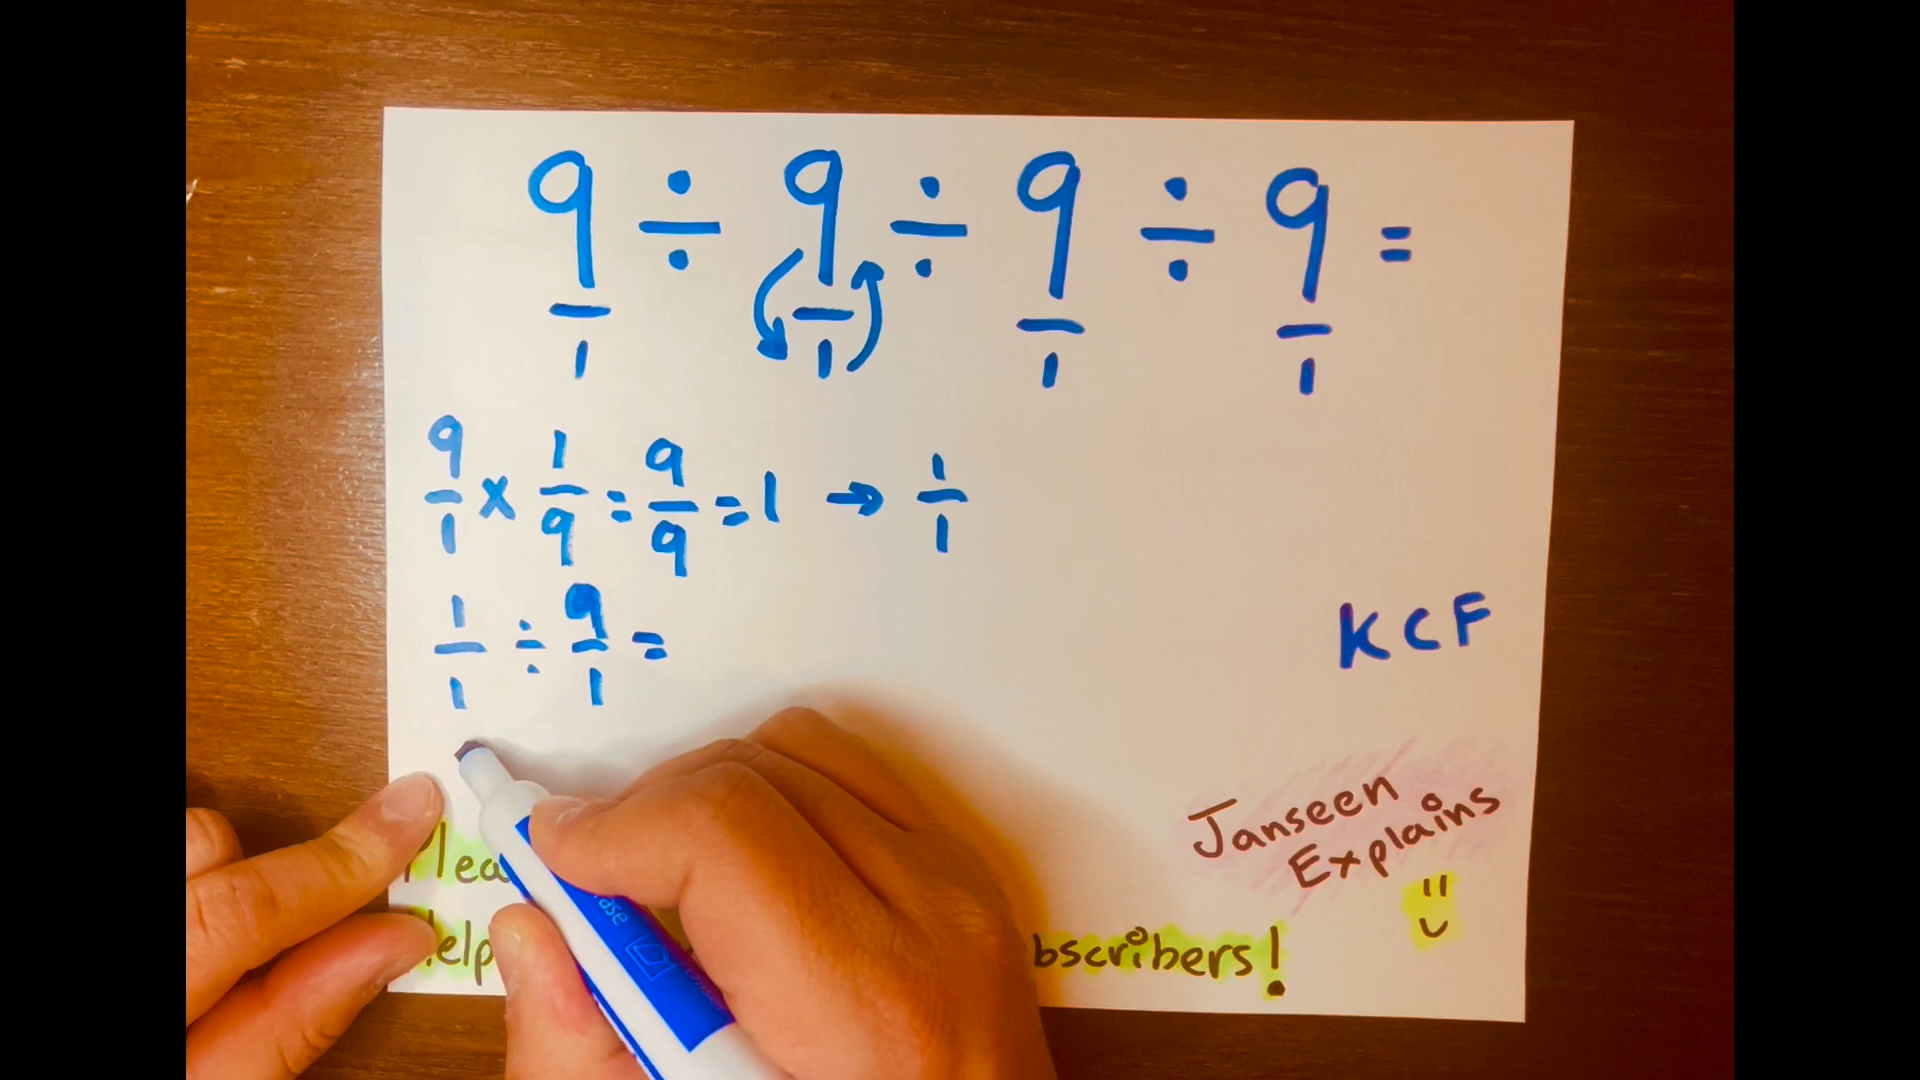 9/1 ÷ 9/1 ÷ 9/1 ÷ 9/1 =
9/1 x 1/9 = 9/9 = 1 → 1/1
1/1 ÷ 9/1 =
KCF
Janseen
Explains